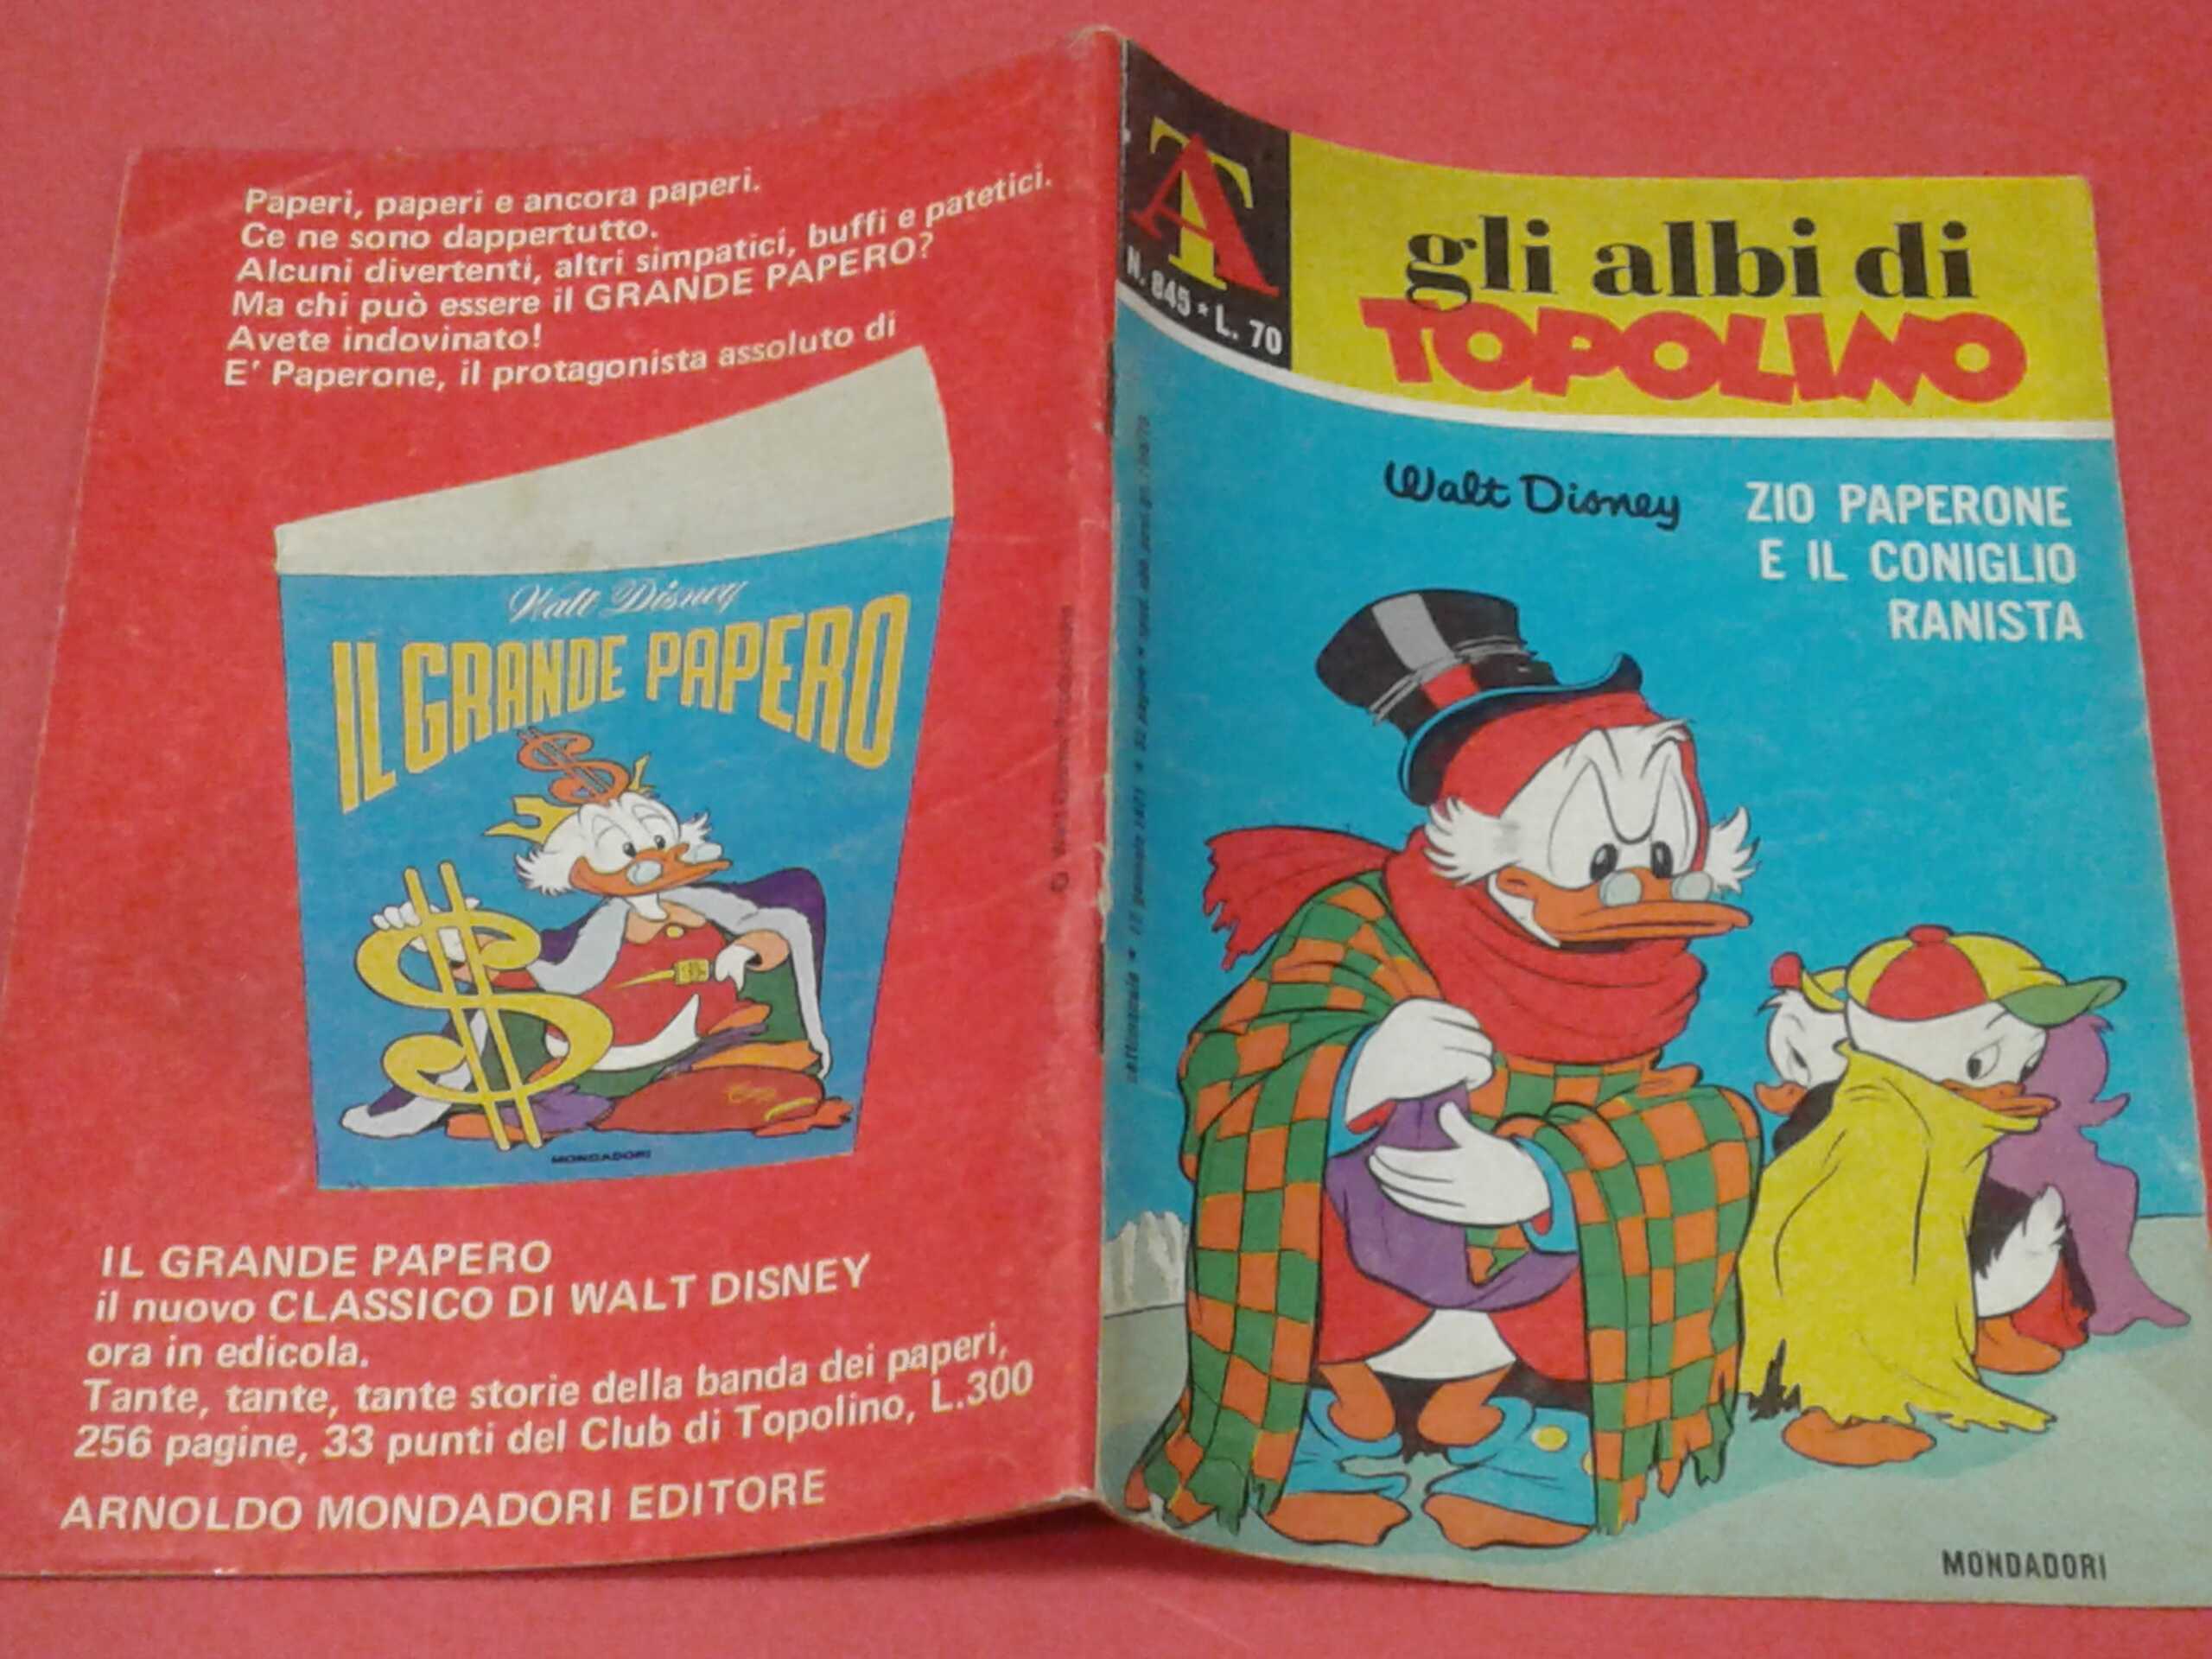 Paperi, paperi e ancora paperi.
Ce ne sono dappertutto.
Alcuni divertenti, altri simpatici, buffi e patetici.
Ma chi può essere il GRANDE PAPERO?
Avete indovinato!
E' Paperone, il protagonista assoluto di
Walt Disney
IL GRANDE PAPERO
MONDADORI
IL GRANDE PAPERO
il nuovo CLASSICO DI WALT DISNEY
ora in edicola.
Tante, tante, tante storie della banda dei paperi,
256 pagine, 33 punti del Club di Topolino, L.300
ARNOLDO MONDADORI EDITORE
AT
N. 845 * L. 70
gli albi di
TOPOLINO
Walt Disney
ZIO PAPERONE
E IL CONIGLIO
RANISTA
MONDADORI